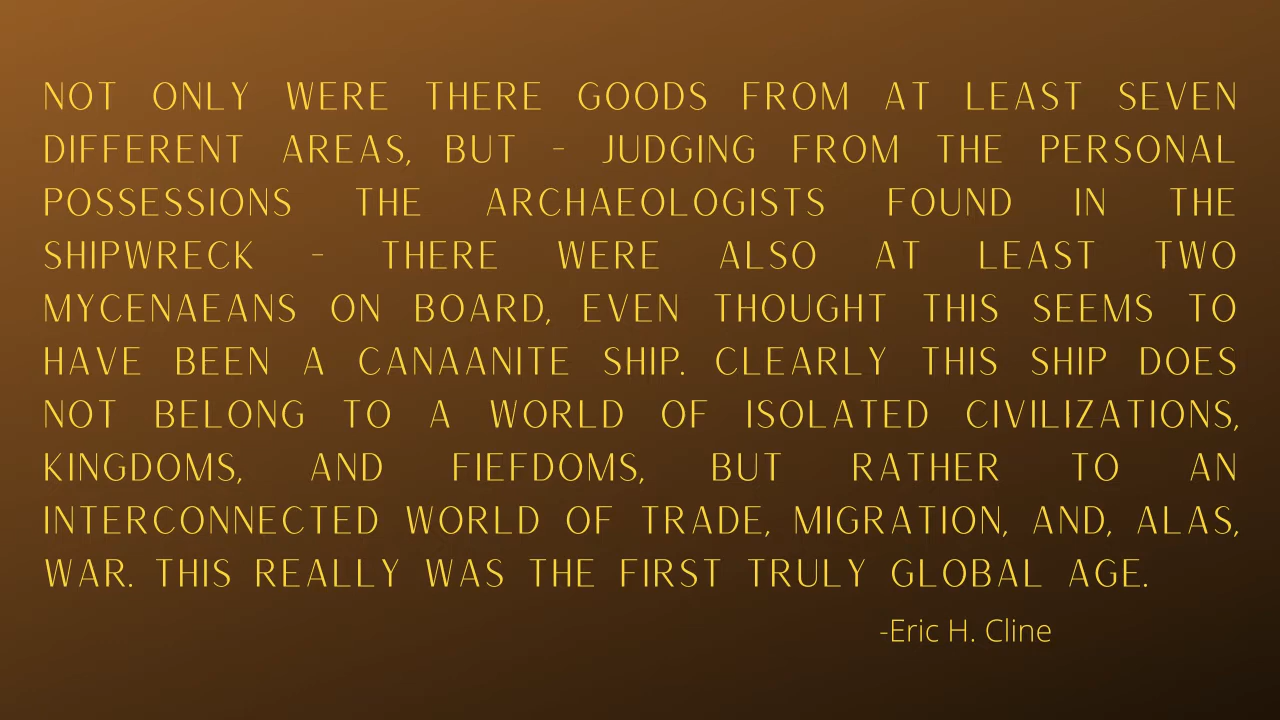 NOT ONLY WERE THERE GOODS FROM AT LEAST SEVEN
DIFFERENT AREAS, BUT - JUDGING FROM THE PERSONAL
POSSESSIONS THE ARCHAEOLOGISTS FOUND IN THE
SHIPWRECK - THERE WERE ALSO AT LEAST TWO
MYCENAEANS ON BOARD, EVEN THOUGHT THIS SEEMS TO
HAVE BEEN A CANAANITE SHIP. CLEARLY THIS SHIP DOES
NOT BELONG TO A WORLD OF ISOLATED CIVILIZATIONS,
KINGDOMS, AND FIEFDOMS, BUT RATHER TO AN
INTERCONNECTED WORLD OF TRADE, MIGRATION, AND, ALAS,
WAR. THIS REALLY WAS THE FIRST TRULY GLOBAL AGE.
-Eric H. Cline